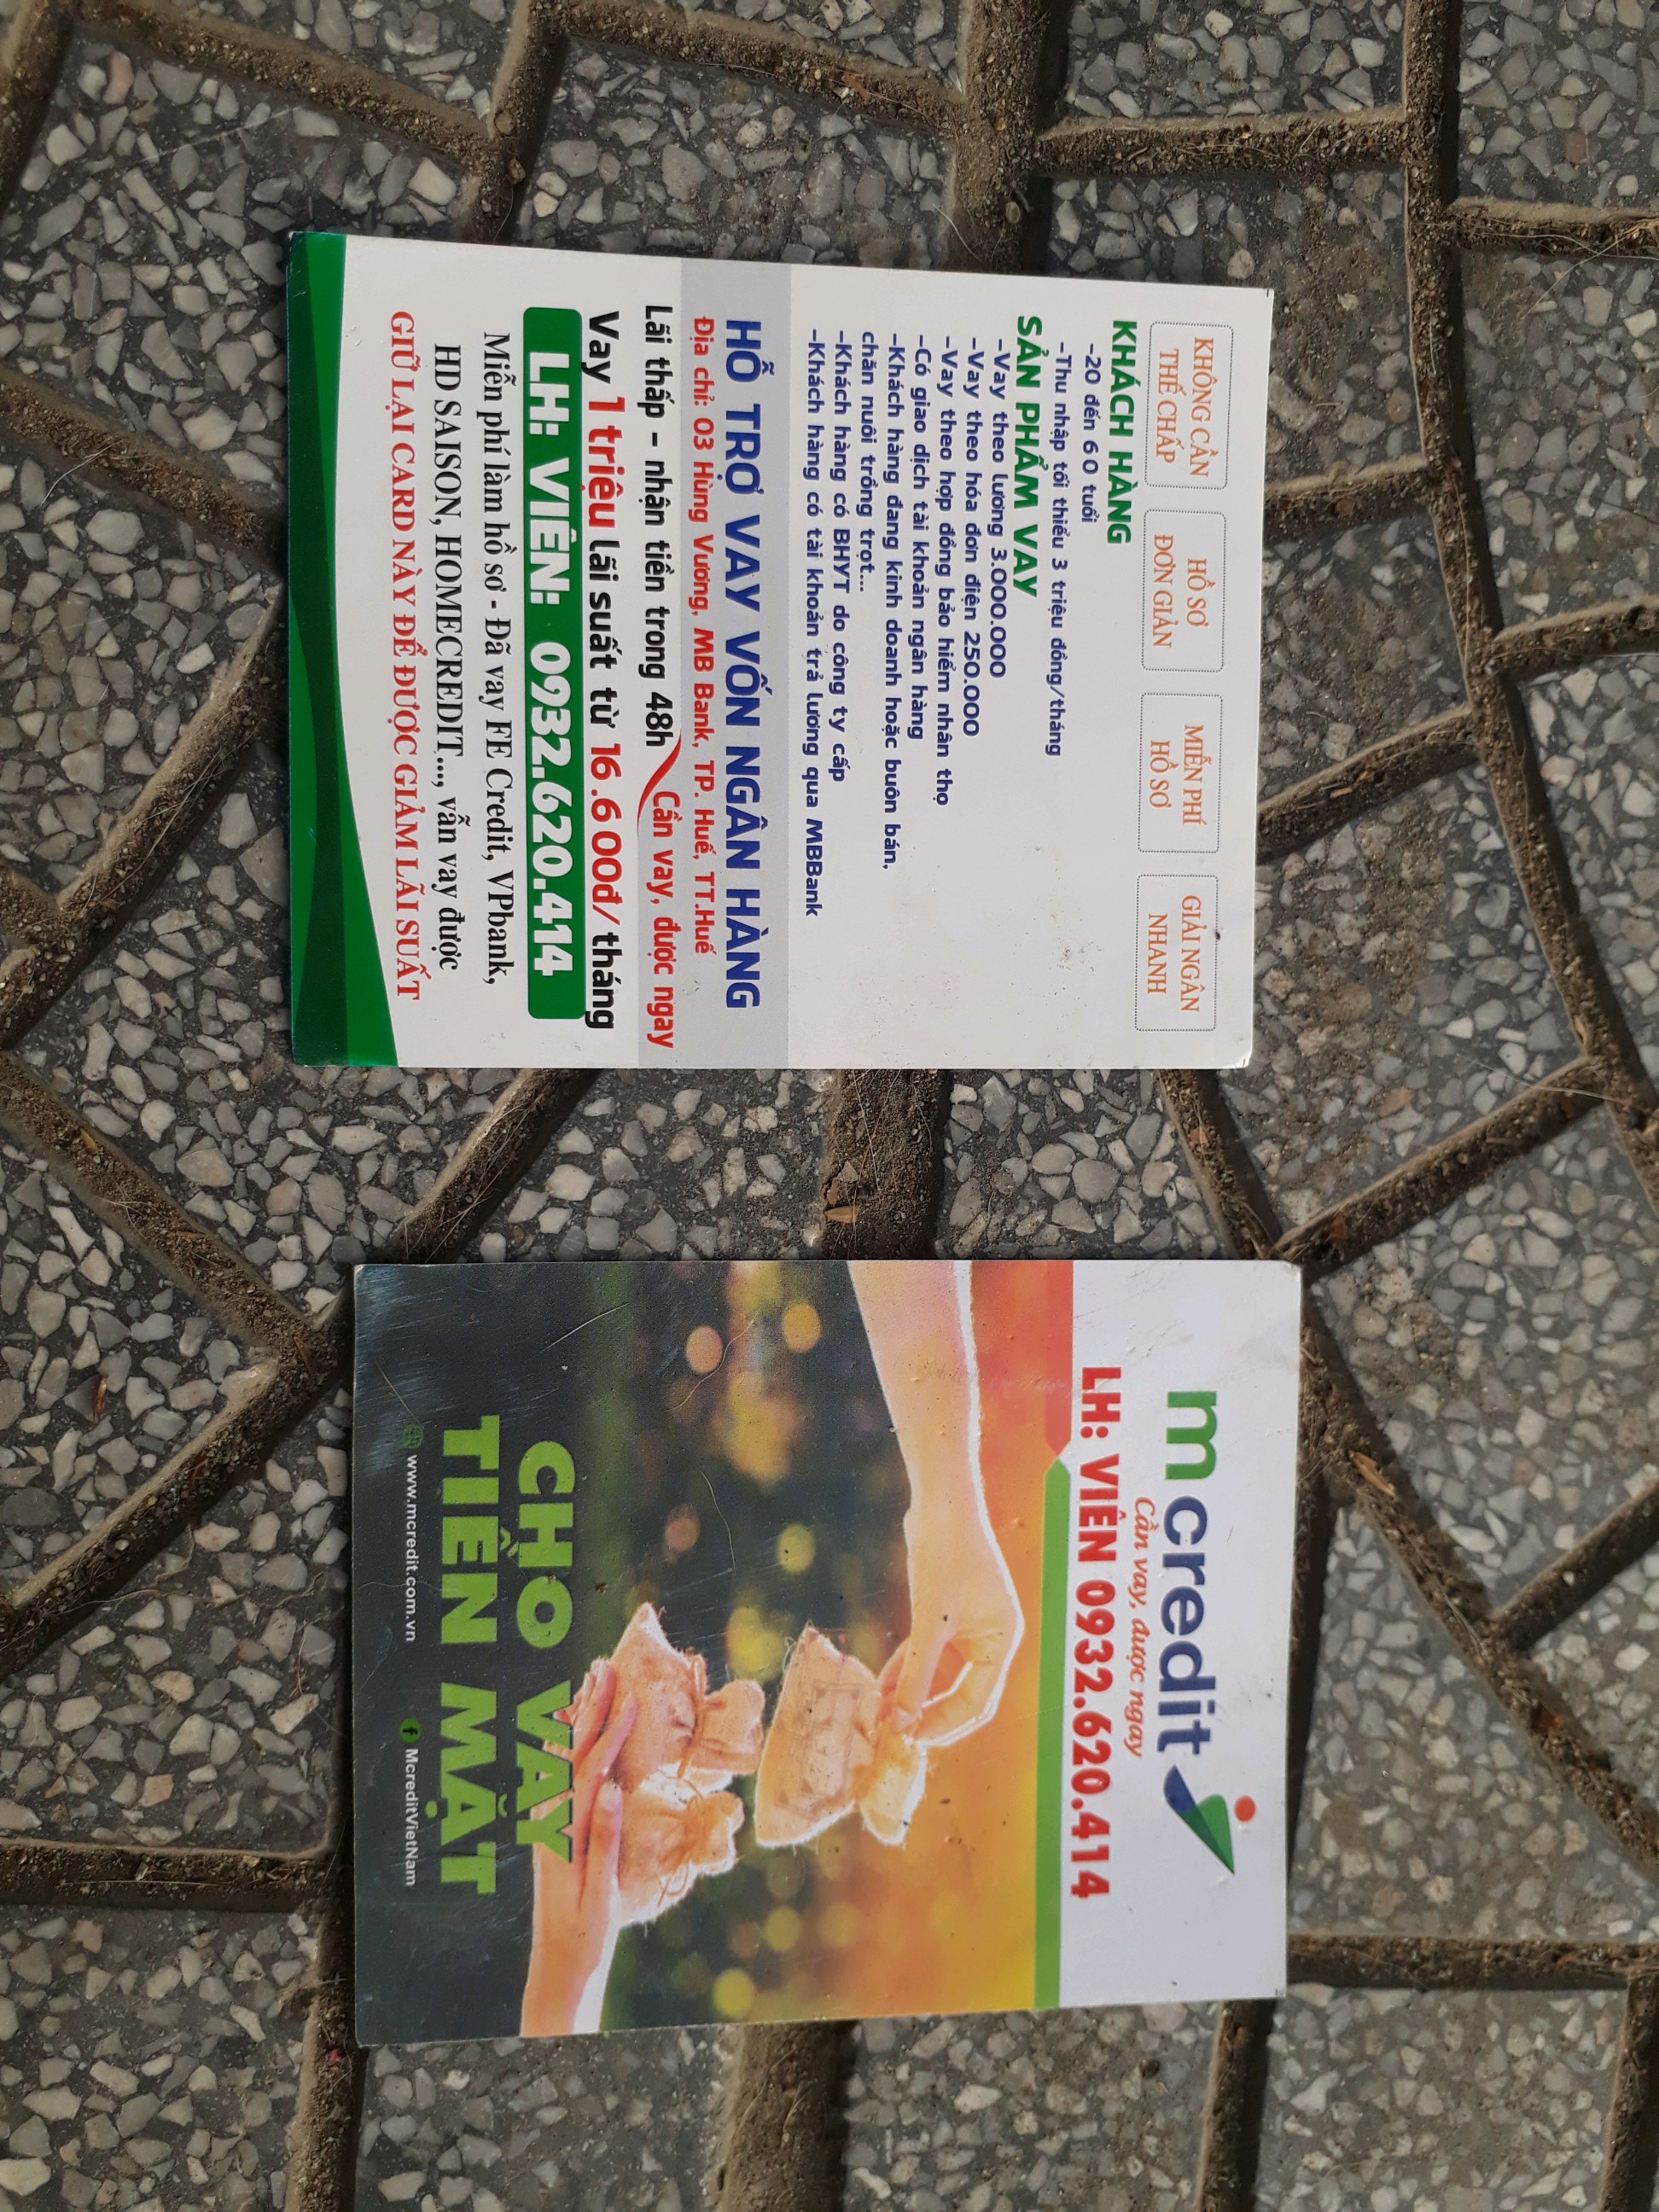 KHÔNG CẦN
THẾ CHẤP
HỒ SƠ
ĐƠN GIẢN
MIỄN PHÍ
HỒ SƠ
GIẢI NGÂN
NHANH
KHÁCH HÀNG
-20 đến 60 tuổi
-Thu nhập tối thiểu 3 triệu đồng/tháng
SẢN PHẨM VAY
-Vay theo lương 3.000.000
-Vay theo hóa đơn điện 250.000
-Vay theo hợp đồng bảo hiểm nhân thọ
-Có giao dịch tài khoản ngân hàng
-Khách hàng đang kinh doanh hoặc buôn bán,
chăn nuôi trồng trọt...
-Khách hàng có BHYT do công ty cấp
-Khách hàng có tài khoản trả lương qua MBBank
HỖ TRỢ VAY VỐN NGÂN HÀNG
Địa chỉ: 03 Hùng Vương, MB Bank, TP. Huế, TT.Huế
Lãi thấp - nhận tiền trong 48h Cần vay, được ngay
Vay 1 triệu lãi suất từ 16.600đ/ tháng
LH: VIÊN: 0932.620.414
Miễn phí làm hồ sơ - Đã vay FE Credit, VPbank,
HD SAISON, HOMECREDIT..., vẫn vay được
GIỮ LẠI CARD NÀY ĐỂ ĐƯỢC GIẢM LÃI SUẤT
mcredit
Cần vay, được ngay
LH: VIÊN 0932.620.414
CHO VAY
TIỀN MẶT
www.mcredit.com.vn
f McreditVietNam